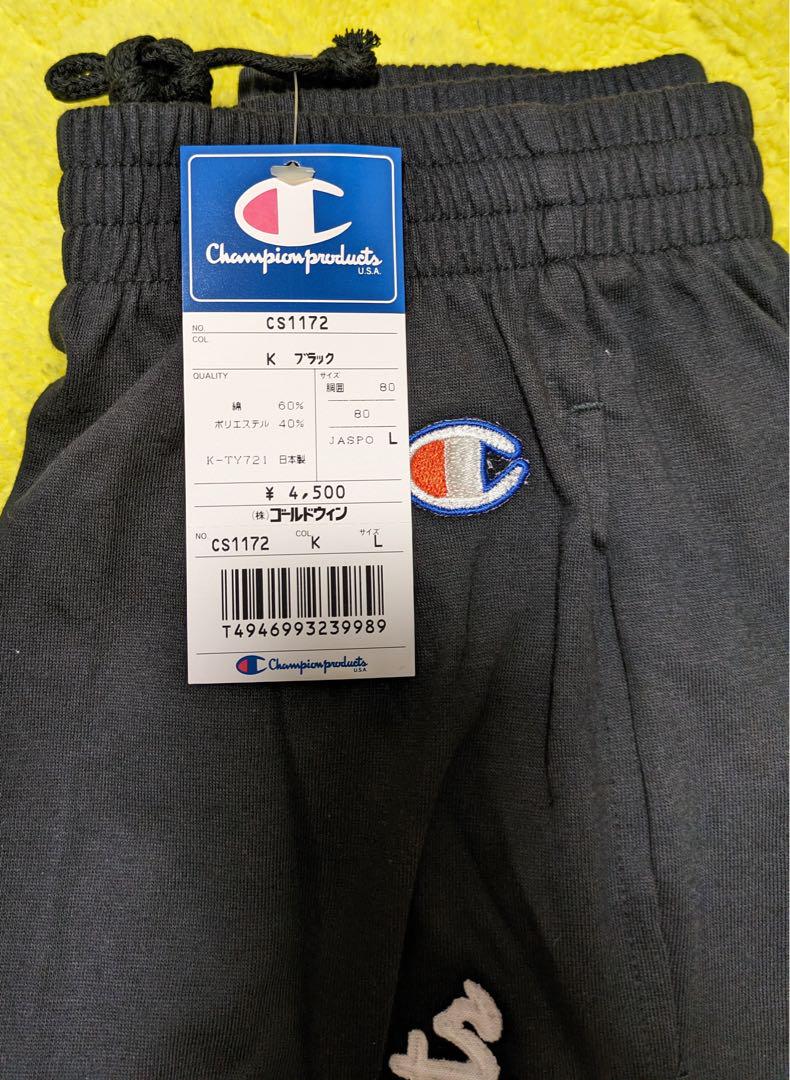 Championproducts
U.S.A.
NO. CS1172
COL.
K ブラック
QUALITY
サイズ
胴囲 80
綿 60%
80
ポリエステル 40%
JASPO L
K-TY721 日本製
¥ 4,500
(株)ゴールドウィン
NO. CS1172 COL K サイズ L
T4946993239989
Championproducts
U.S.A.
ts